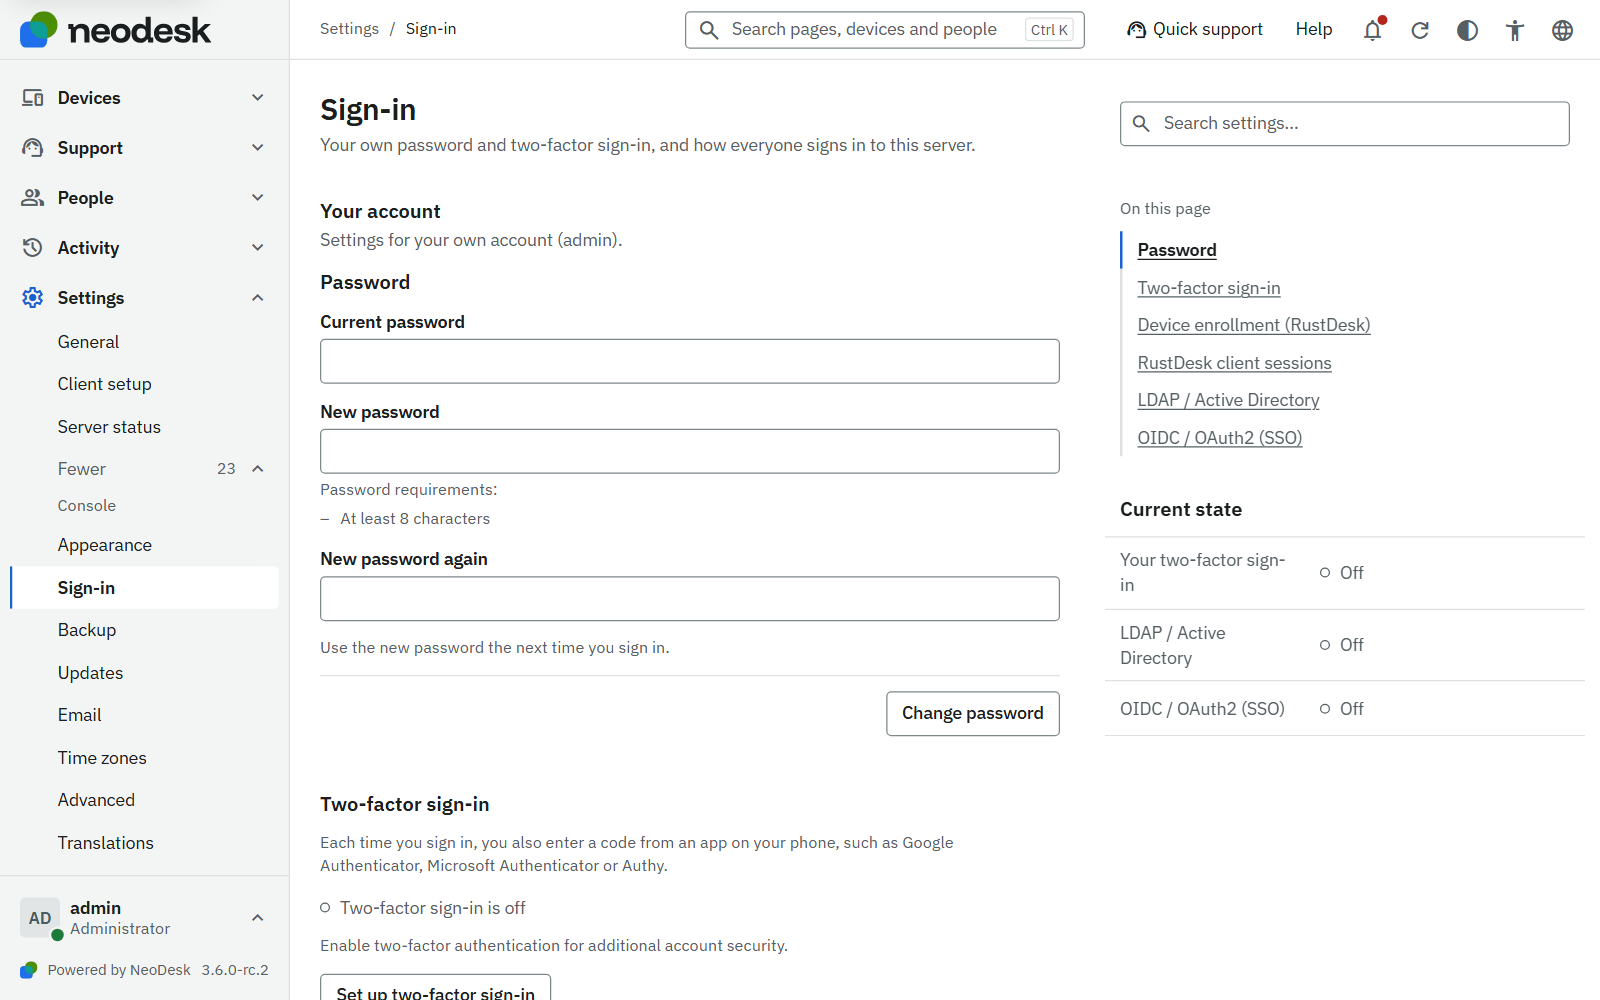 neodesk
Settings / Sign-in
Search pages, devices and people
Ctrl K
Quick support
Help
Devices
Support
People
Activity
Settings
General
Client setup
Server status
Fewer 23
Console
Appearance
Sign-in
Backup
Updates
Email
Time zones
Advanced
Translations
AD
admin
Administrator
Powered by NeoDesk 3.6.0-rc.2
Sign-in
Your own password and two-factor sign-in, and how everyone signs in to this server.
Your account
Settings for your own account (admin).
Password
Current password
New password
Password requirements:
– At least 8 characters
New password again
Use the new password the next time you sign in.
Change password
Two-factor sign-in
Each time you sign in, you also enter a code from an app on your phone, such as Google
Authenticator, Microsoft Authenticator or Authy.
Two-factor sign-in is off
Enable two-factor authentication for additional account security.
Set up two-factor sign-in
Search settings...
On this page
Password
Two-factor sign-in
Device enrollment (RustDesk)
RustDesk client sessions
LDAP / Active Directory
OIDC / OAuth2 (SSO)
Current state
Your two-factor sign-
in
Off
LDAP / Active
Directory
Off
OIDC / OAuth2 (SSO)
Off